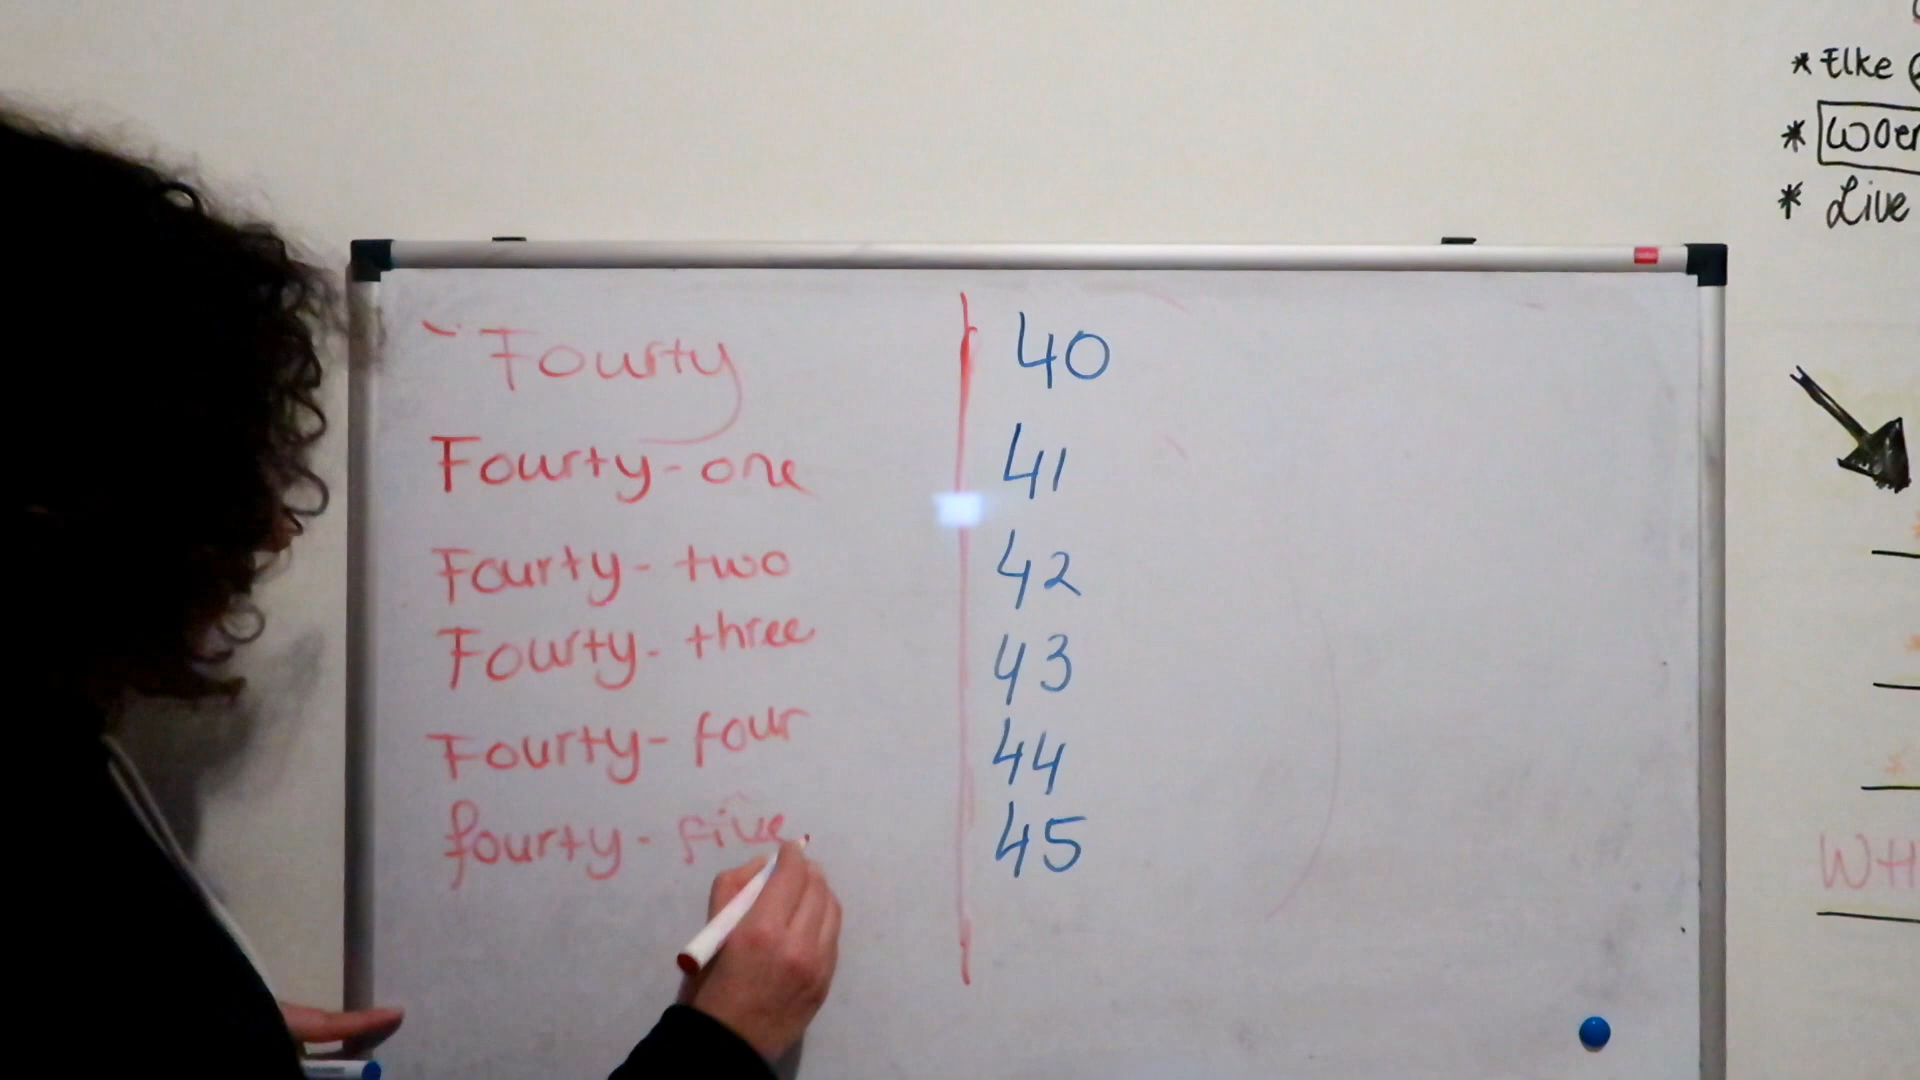 Fourty 40
Fourty-one 41
Fourty-two 42
Fourty-three 43
Fourty-four 44
fourty-five 45
* Elke
*
* Live
WH